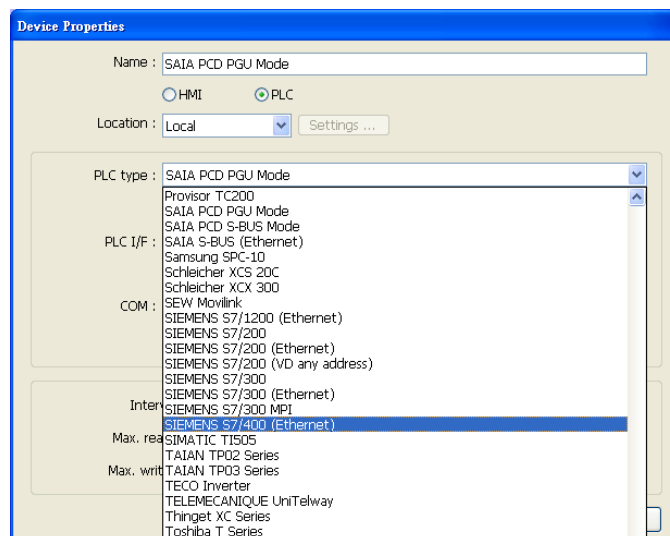 Device Properties
Name : SAIA PCD PGU Mode
HMI PLC
Location : Local Settings ...
PLC type : SAIA PCD PGU Mode
Provisor TC200
SAIA PCD PGU Mode
SAIA PCD S-BUS Mode
PLC I/F : SAIA S-BUS (Ethernet)
Samsung SPC-10
Schleicher XCS 20C
Schleicher XCX 300
COM : SEW Movilink
SIEMENS S7/1200 (Ethernet)
SIEMENS S7/200
SIEMENS S7/200 (Ethernet)
SIEMENS S7/200 (VD any address)
SIEMENS S7/300
SIEMENS S7/300 (Ethernet)
Inter SIEMENS S7/300 MPI
SIEMENS S7/400 (Ethernet)
Max. rea SIMATIC TI505
TAIAN TP02 Series
Max. writ TAIAN TP03 Series
TECO Inverter
TELEMECANIQUE UniTelway
Thinget XC Series
Toshiba T Series